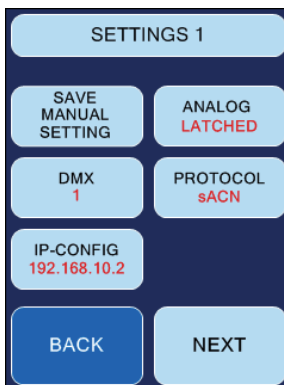 SETTINGS 1
SAVE
MANUAL
SETTING
ANALOG
LATCHED
DMX
1
PROTOCOL
sACN
IP-CONFIG
192.168.10.2
BACK
NEXT